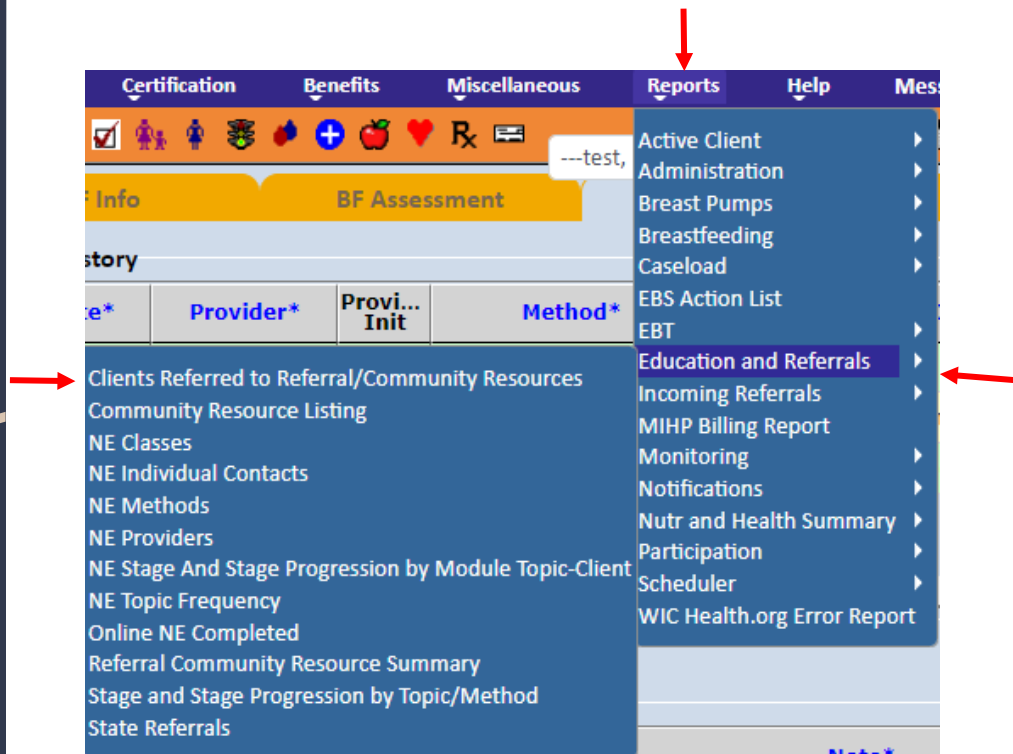 Certification Benefits Miscellaneous Reports Help Mes
Rx
---test,
Info BF Assessment
story
te* Provider* Provi... Init Method*
Active Client
Administration
Breast Pumps
Breastfeeding
Caseload
EBS Action List
EBT
Education and Referrals
Incoming Referrals
MIHP Billing Report
Monitoring
Notifications
Nutr and Health Summary
Participation
Scheduler
WIC Health.org Error Report
Clients Referred to Referral/Community Resources
Community Resource Listing
NE Classes
NE Individual Contacts
NE Methods
NE Providers
NE Stage And Stage Progression by Module Topic-Client
NE Topic Frequency
Online NE Completed
Referral Community Resource Summary
Stage and Stage Progression by Topic/Method
State Referrals